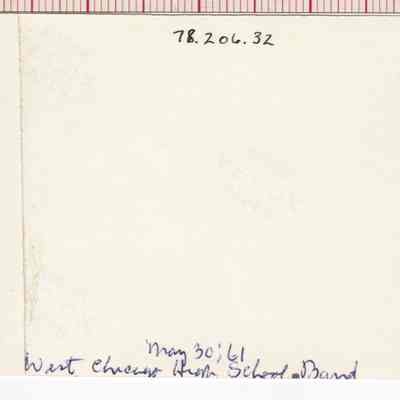 78.206.32
May 30, '61
West Chicago High School Band